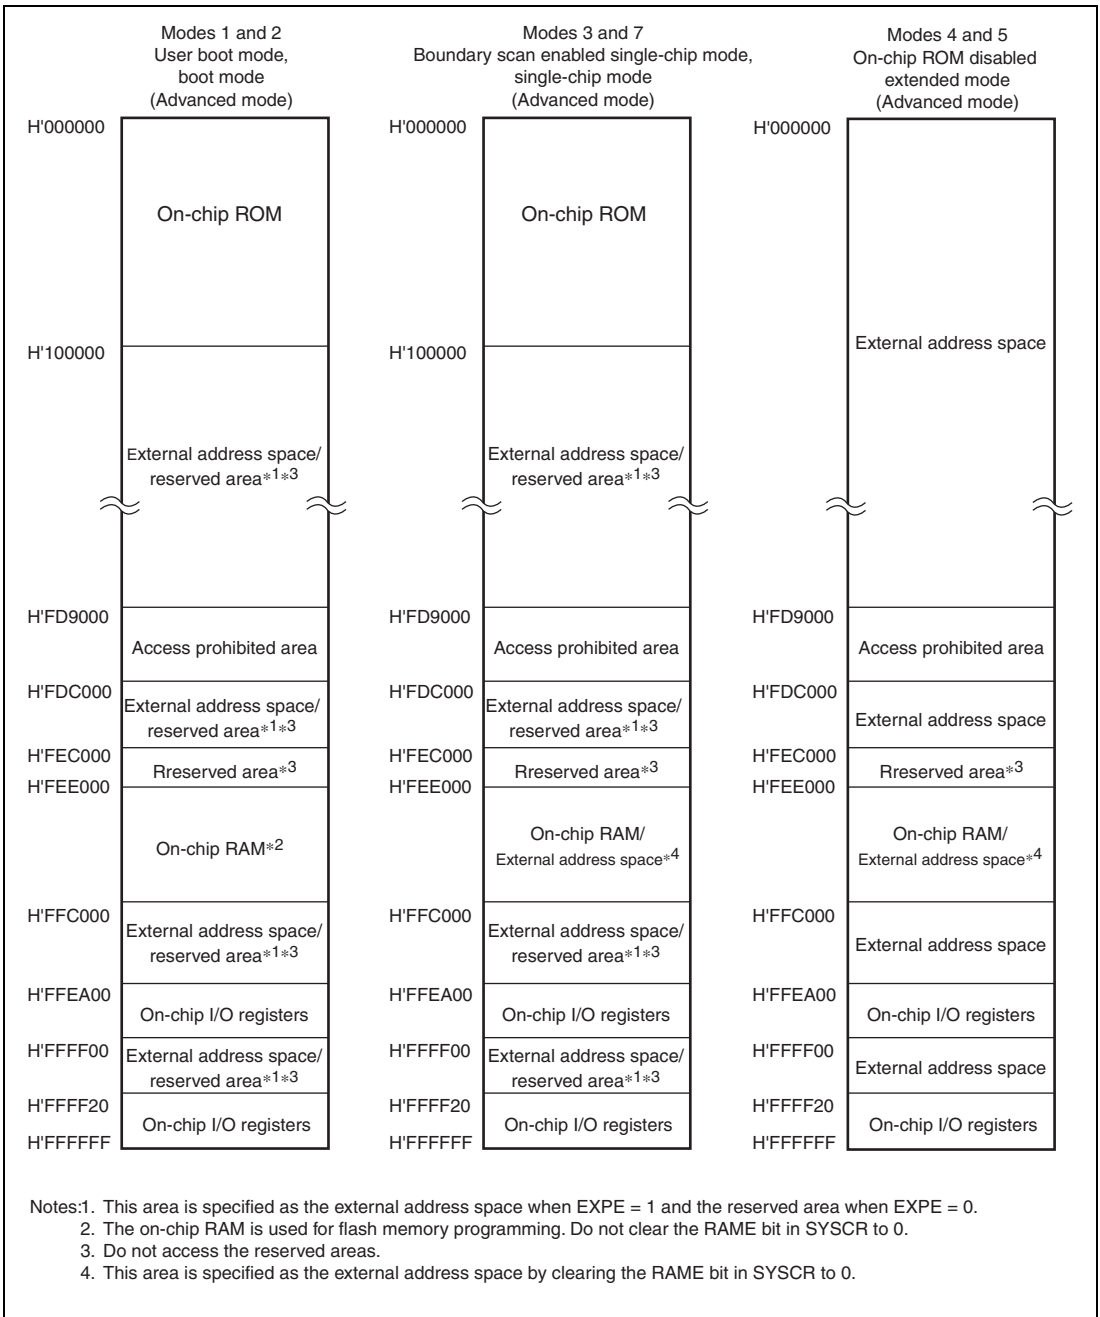 Modes 1 and 2
User boot mode,
boot mode
(Advanced mode)
H'000000
On-chip ROM
H'100000
External address space/
reserved area*1*3
H'FD9000
Access prohibited area
H'FDC000
External address space/
reserved area*1*3
H'FEC000
Rreserved area*3
H'FEE000
On-chip RAM*2
H'FFC000
External address space/
reserved area*1*3
H'FFEA00
On-chip I/O registers
H'FFFF00
External address space/
reserved area*1*3
H'FFFF20
On-chip I/O registers
H'FFFFFF
Modes 3 and 7
Boundary scan enabled single-chip mode,
single-chip mode
(Advanced mode)
H'000000
On-chip ROM
H'100000
External address space/
reserved area*1*3
H'FD9000
Access prohibited area
H'FDC000
External address space/
reserved area*1*3
H'FEC000
Rreserved area*3
H'FEE000
On-chip RAM/
External address space*4
H'FFC000
External address space/
reserved area*1*3
H'FFEA00
On-chip I/O registers
H'FFFF00
External address space/
reserved area*1*3
H'FFFF20
On-chip I/O registers
H'FFFFFF
Modes 4 and 5
On-chip ROM disabled
extended mode
(Advanced mode)
H'000000
External address space
H'FD9000
Access prohibited area
H'FDC000
External address space
H'FEC000
Rreserved area*3
H'FEE000
On-chip RAM/
External address space*4
H'FFC000
External address space
H'FFEA00
On-chip I/O registers
H'FFFF00
External address space
H'FFFF20
On-chip I/O registers
H'FFFFFF
Notes:1. This area is specified as the external address space when EXPE = 1 and the reserved area when EXPE = 0.
2. The on-chip RAM is used for flash memory programming. Do not clear the RAME bit in SYSCR to 0.
3. Do not access the reserved areas.
4. This area is specified as the external address space by clearing the RAME bit in SYSCR to 0.